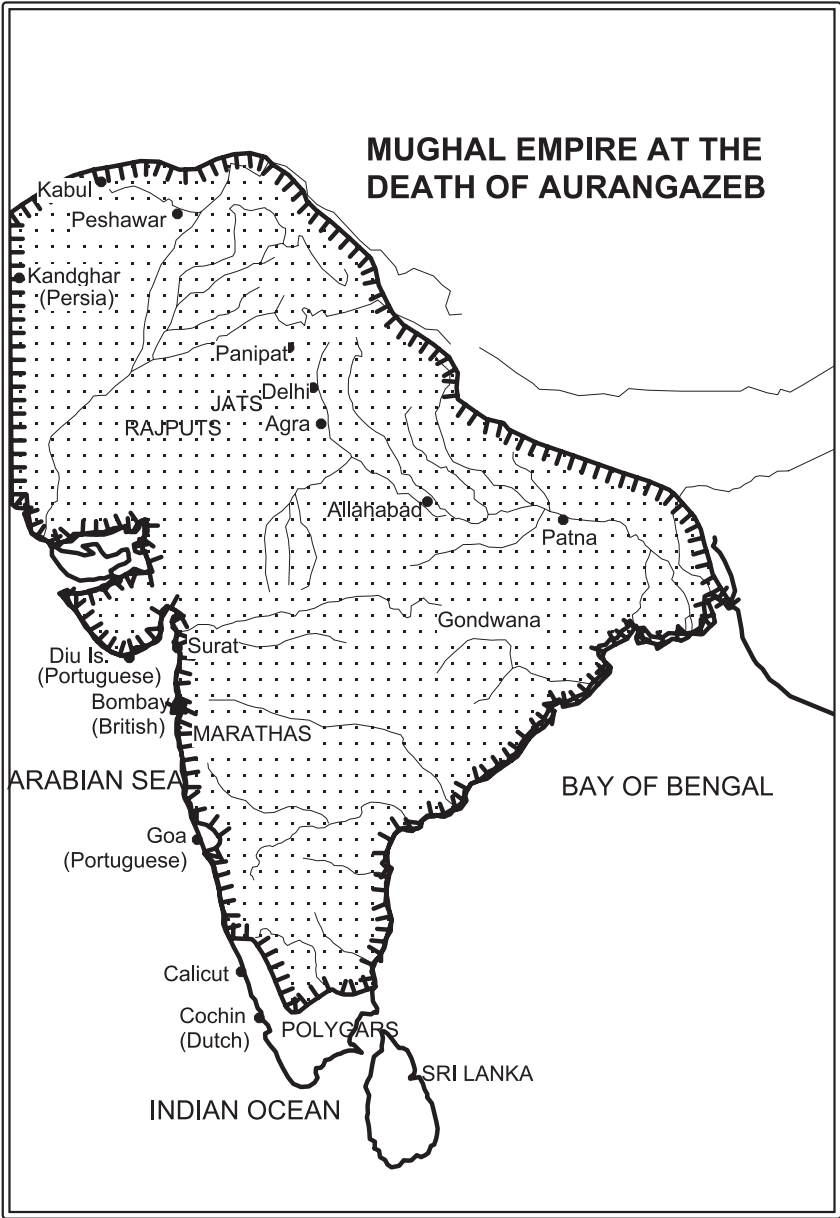 MUGHAL EMPIRE AT THE
DEATH OF AURANGAZEB
Kabul
Peshawar
Kandghar
(Persia)
Panipat
Delhi
JATS
RAJPUTS
Agra
Allahabad
Patna
Gondwana
Surat
Diu Is.
(Portuguese)
Bombay
(British)
MARATHAS
ARABIAN SEA
BAY OF BENGAL
Goa
(Portuguese)
Calicut
Cochin
(Dutch)
POLYGARS
SRI LANKA
INDIAN OCEAN